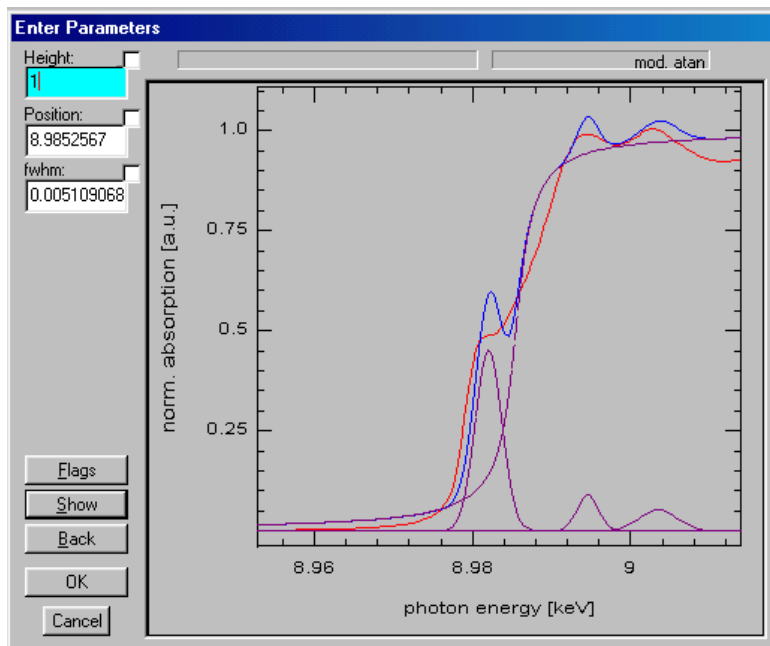 Enter Parameters
Height:
1
Position:
8.9852567
fwhm:
0.005109068
Flags
Show
Back
OK
Cancel
mod. atan
norm. absorption [a.u.]
1.0
0.75
0.5
0.25
8.96
8.98
9
photon energy [keV]